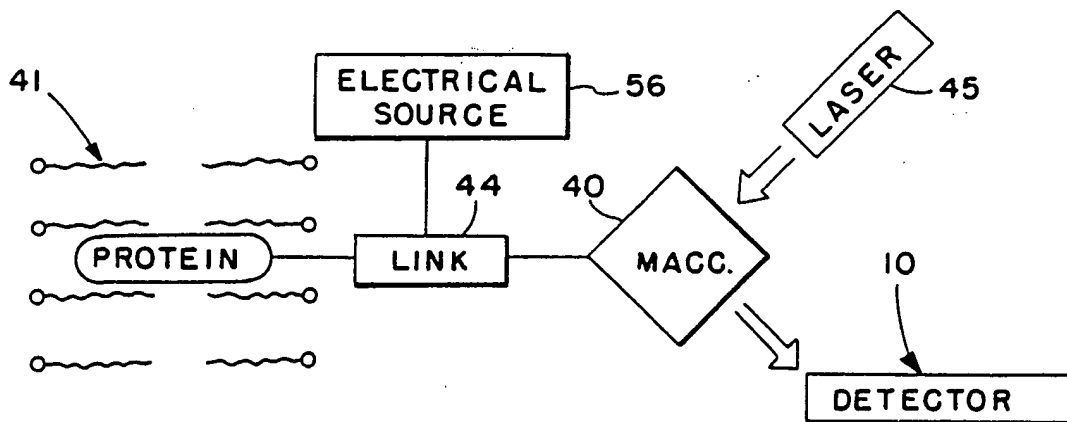 41
ELECTRICAL
SOURCE
56
LASER
45
44
40
PROTEIN
LINK
MACC.
10
DETECTOR